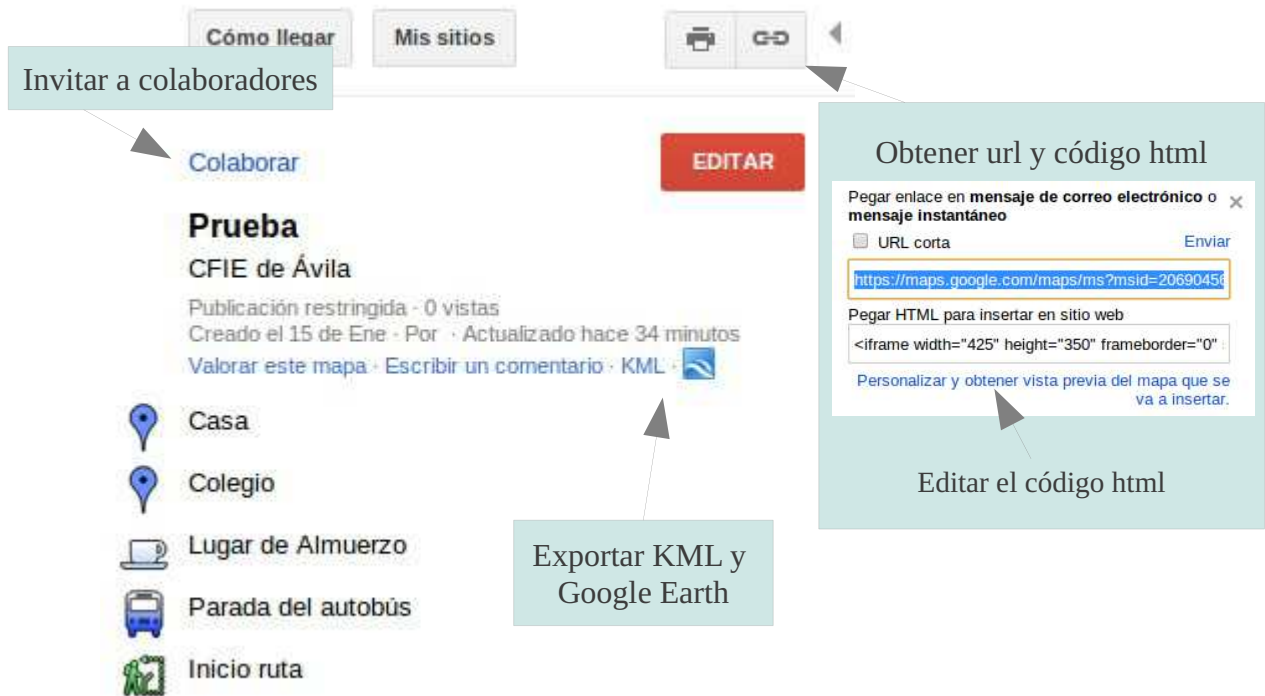 Cómo llegar
Mis sitios
Invitar a colaboradores
Colaborar
EDITAR
Prueba
CFIE de Ávila
Publicación restringida · 0 vistas
Creado el 15 de Ene · Por · Actualizado hace 34 minutos
Valorar este mapa · Escribir un comentario · KML ·
Casa
Colegio
Lugar de Almuerzo
Parada del autobús
Inicio ruta
Exportar KML y
Google Earth
Obtener url y código html
Pegar enlace en mensaje de correo electrónico o
mensaje instantáneo
URL corta
Enviar
https://maps.google.com/maps/ms?msid=20690456
Pegar HTML para insertar en sitio web
<iframe width="425" height="350" frameborder="0"
Personalizar y obtener vista previa del mapa que se
va a insertar.
Editar el código html